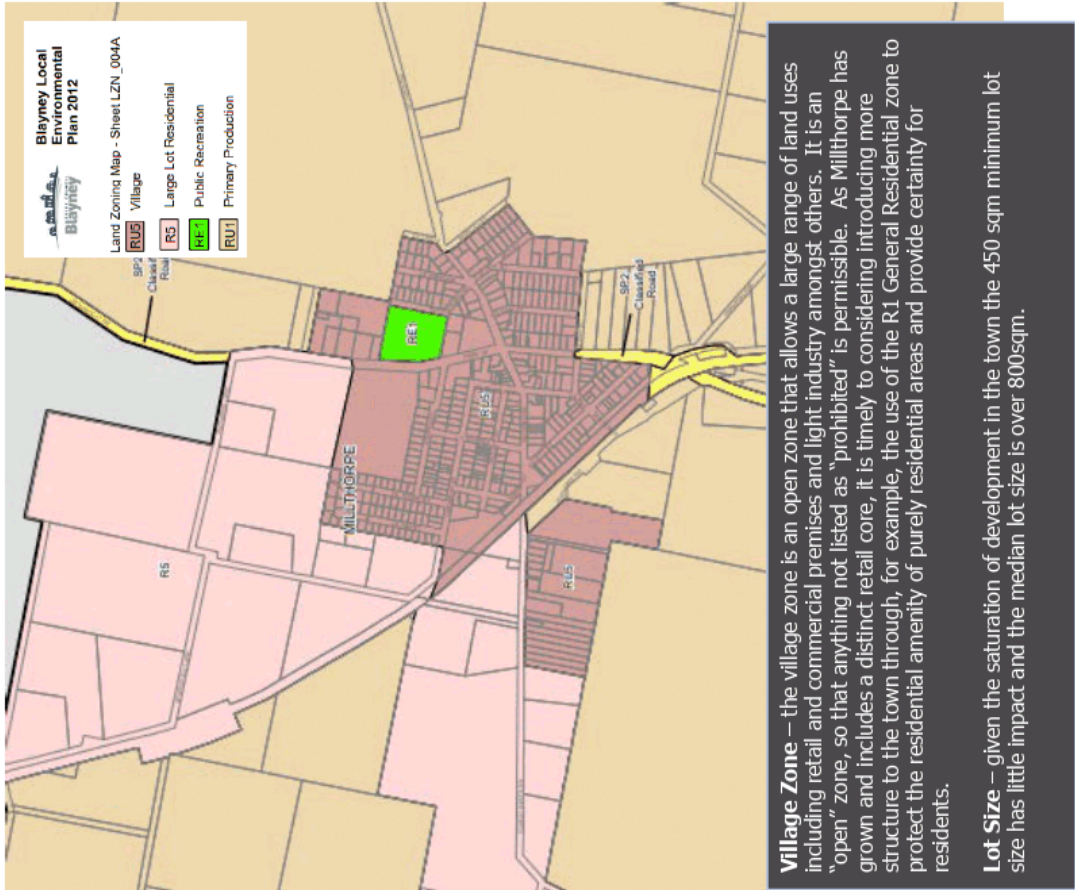 Blayney Local
Environmental
Plan 2012
Blayney
Land Zoning Map - Sheet LZN_004A
RU5 Village
R5 Large Lot Residential
RE1 Public Recreation
RU1 Primary Production
SP2
Classified
Road
RE1
MILLTHORPE
RU5
R5
SP2
Classified
Road
RU5
Village Zone – the village zone is an open zone that allows a large range of land uses
including retail and commercial premises and light industry amongst others. It is an
"open" zone, so that anything not listed as "prohibited" is permissible. As Millthorpe has
grown and includes a distinct retail core, it is timely to considering introducing more
structure to the town through, for example, the use of the R1 General Residential zone to
protect the residential amenity of purely residential areas and provide certainty for
residents.
Lot Size – given the saturation of development in the town the 450 sqm minimum lot
size has little impact and the median lot size is over 800sqm.